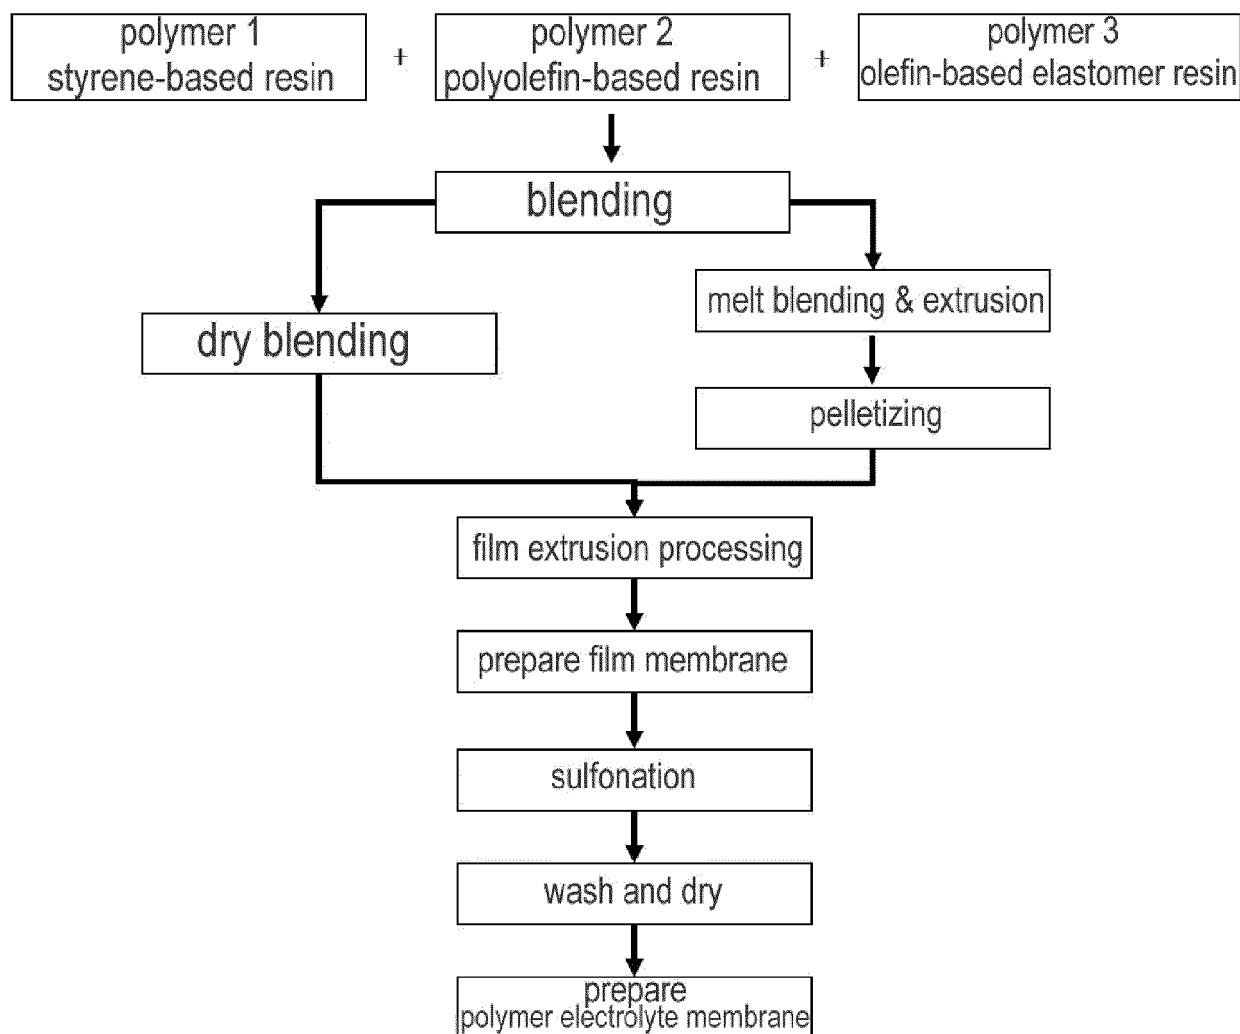 polymer 1
styrene-based resin
+
polymer 2
polyolefin-based resin
+
polymer 3
olefin-based elastomer resin
blending
dry blending
melt blending & extrusion
pelletizing
film extrusion processing
prepare film membrane
sulfonation
wash and dry
prepare
polymer electrolyte membrane